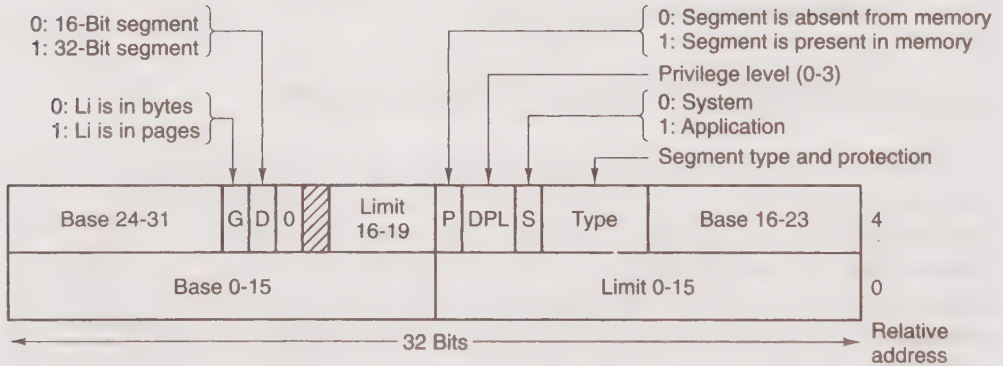 0: 16-Bit segment
1: 32-Bit segment
0: Li is in bytes
1: Li is in pages
0: Segment is absent from memory
1: Segment is present in memory
Privilege level (0-3)
0: System
1: Application
Segment type and protection
Base 24-31 G D 0 Limit 16-19 P DPL S Type Base 16-23 4
Base 0-15 Limit 0-15 0
32 Bits
Relative address